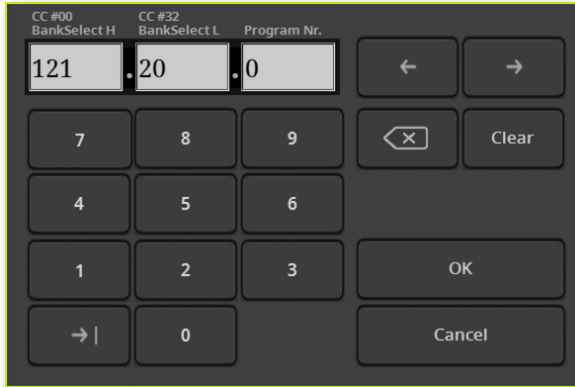 CC #00 CC #32
BankSelect H BankSelect L Program Nr.
121 . 20 . 0
← →
7 8 9 Clear
4 5 6
1 2 3 OK
→| 0 Cancel